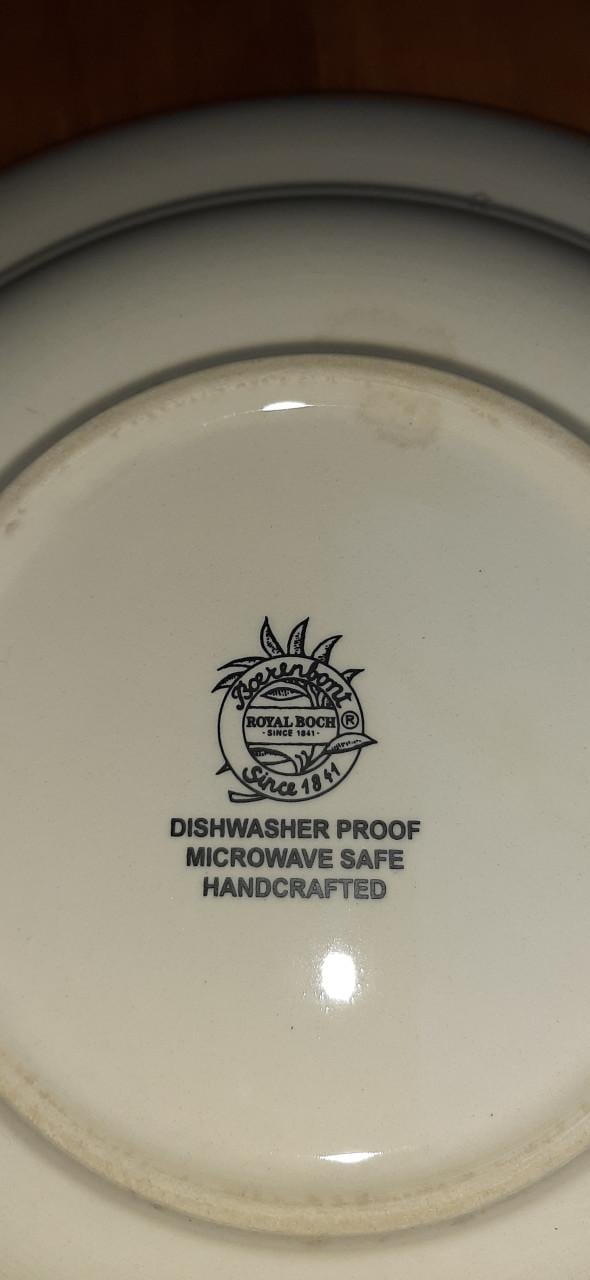 Boerenbont
ROYAL BOCH ®
- SINCE 1841 -
Since 1841
DISHWASHER PROOF
MICROWAVE SAFE
HANDCRAFTED